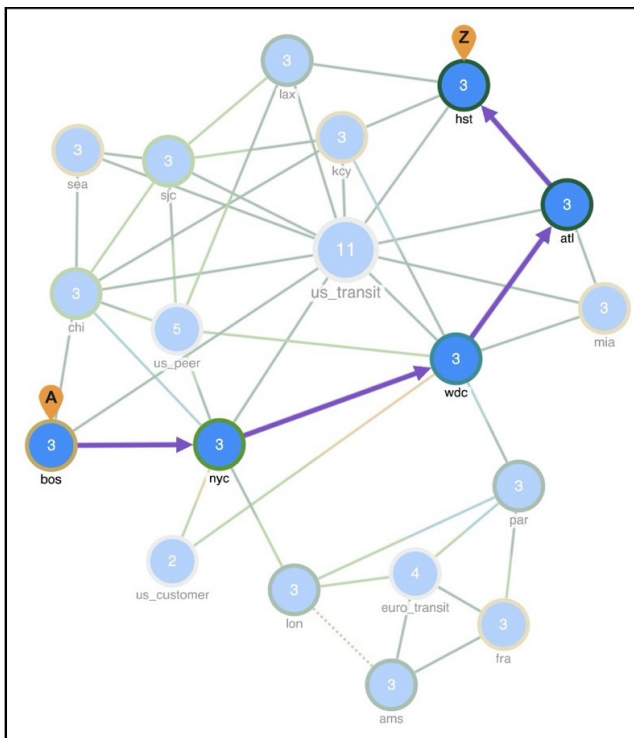 Z
3
hst
3
lax
3
kcy
3
sea
3
sjc
3
atl
11
us_transit
3
chi
5
us_peer
3
mia
3
wdc
A
3
bos
3
nyc
3
par
2
us_customer
3
lon
4
euro_transit
3
fra
3
ams